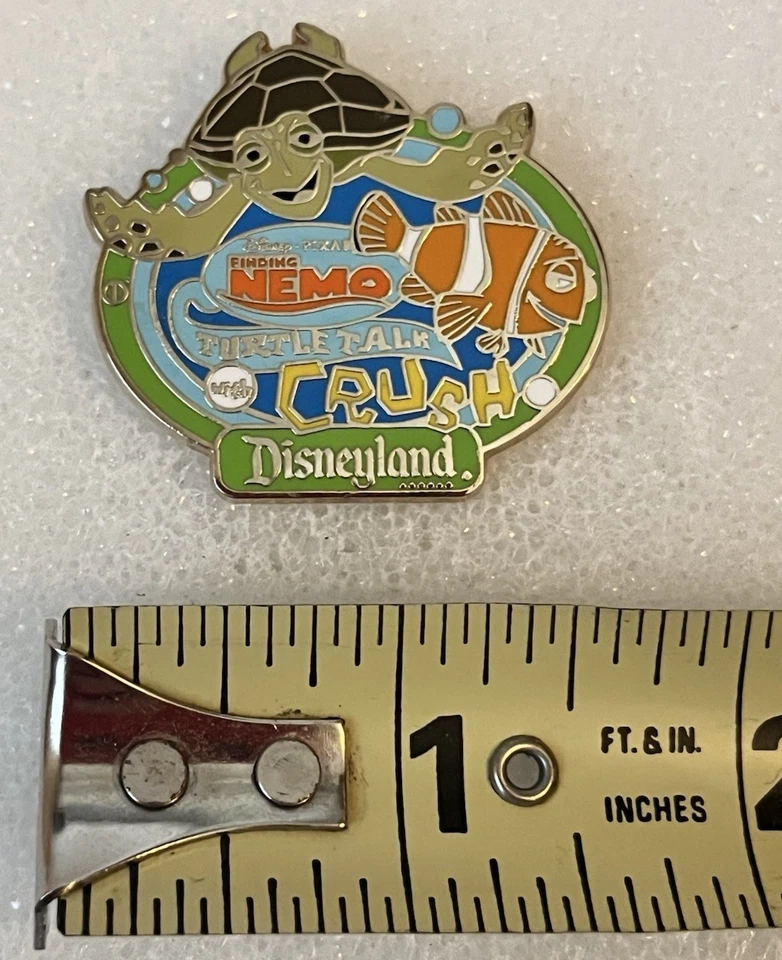 Disney · PIXAR
FINDING
NEMO
TURTLE TALK
with
CRUSH
Disneyland
1
FT. & IN.
INCHES
2